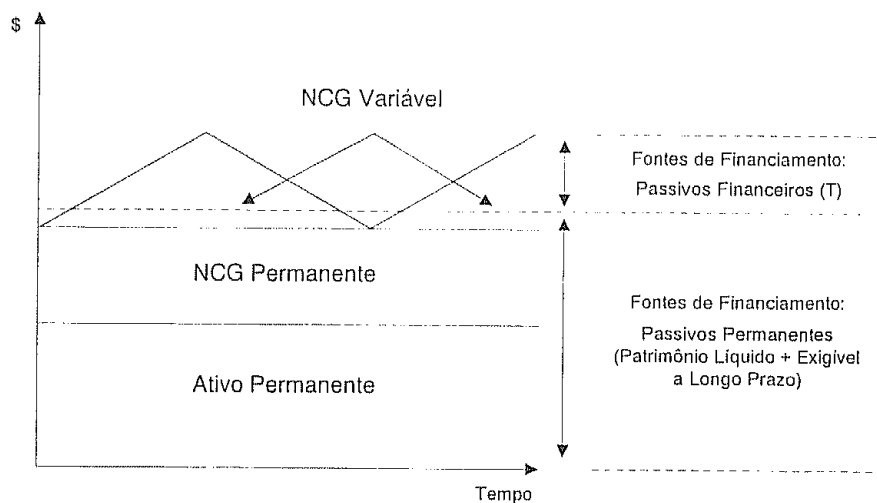 $
NCG Variável
Fontes de Financiamento:
Passivos Financeiros (T)
NCG Permanente
Fontes de Financiamento:
Passivos Permanentes
(Patrimônio Líquido + Exigível
a Longo Prazo)
Ativo Permanente
Tempo